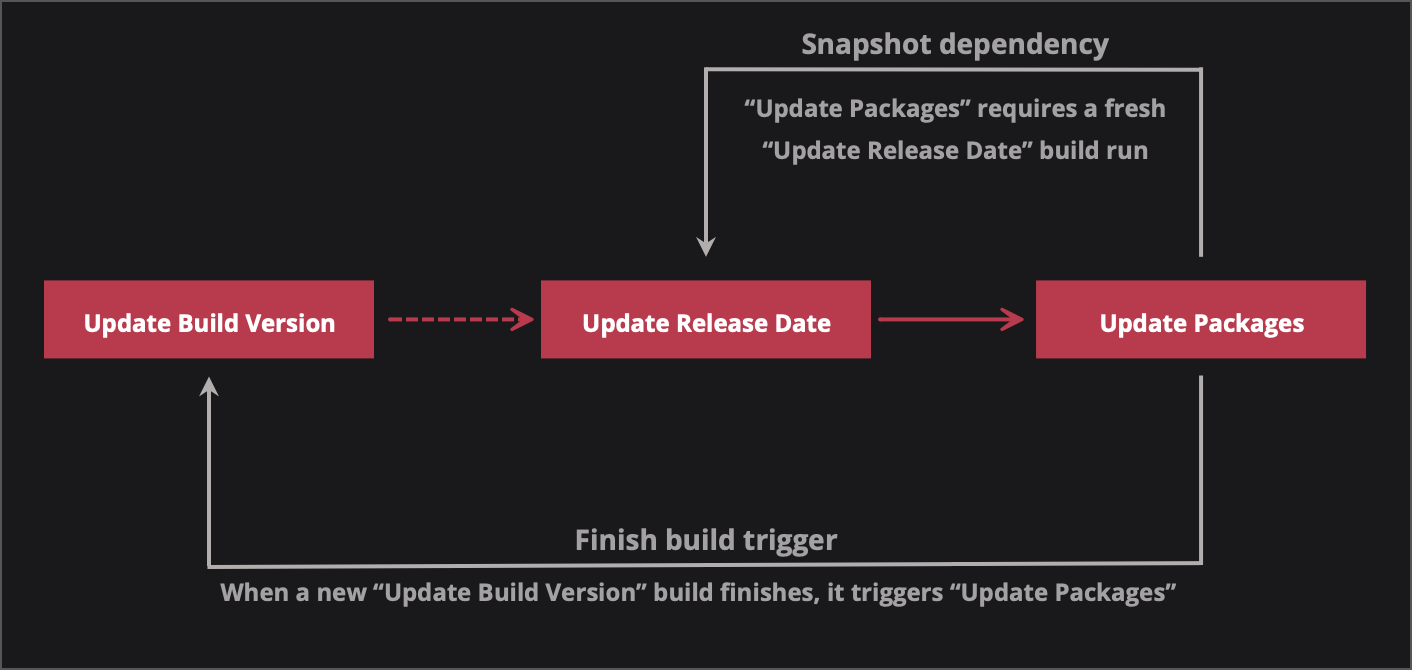 Snapshot dependency
“Update Packages” requires a fresh
“Update Release Date” build run
Update Build Version
Update Release Date
Update Packages
Finish build trigger
When a new “Update Build Version” build finishes, it triggers “Update Packages”